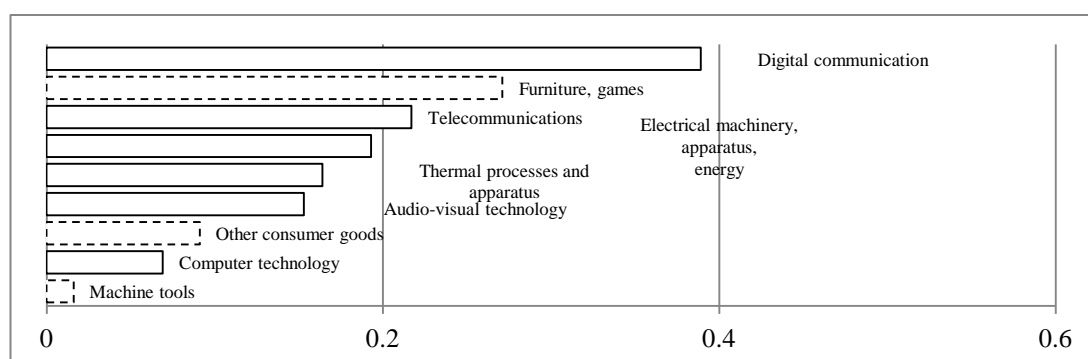 Digital communication
Furniture, games
Telecommunications
Electrical machinery,
apparatus,
energy
Thermal processes and
apparatus
Audio-visual technology
Other consumer goods
Computer technology
Machine tools
0 0.2 0.4 0.6